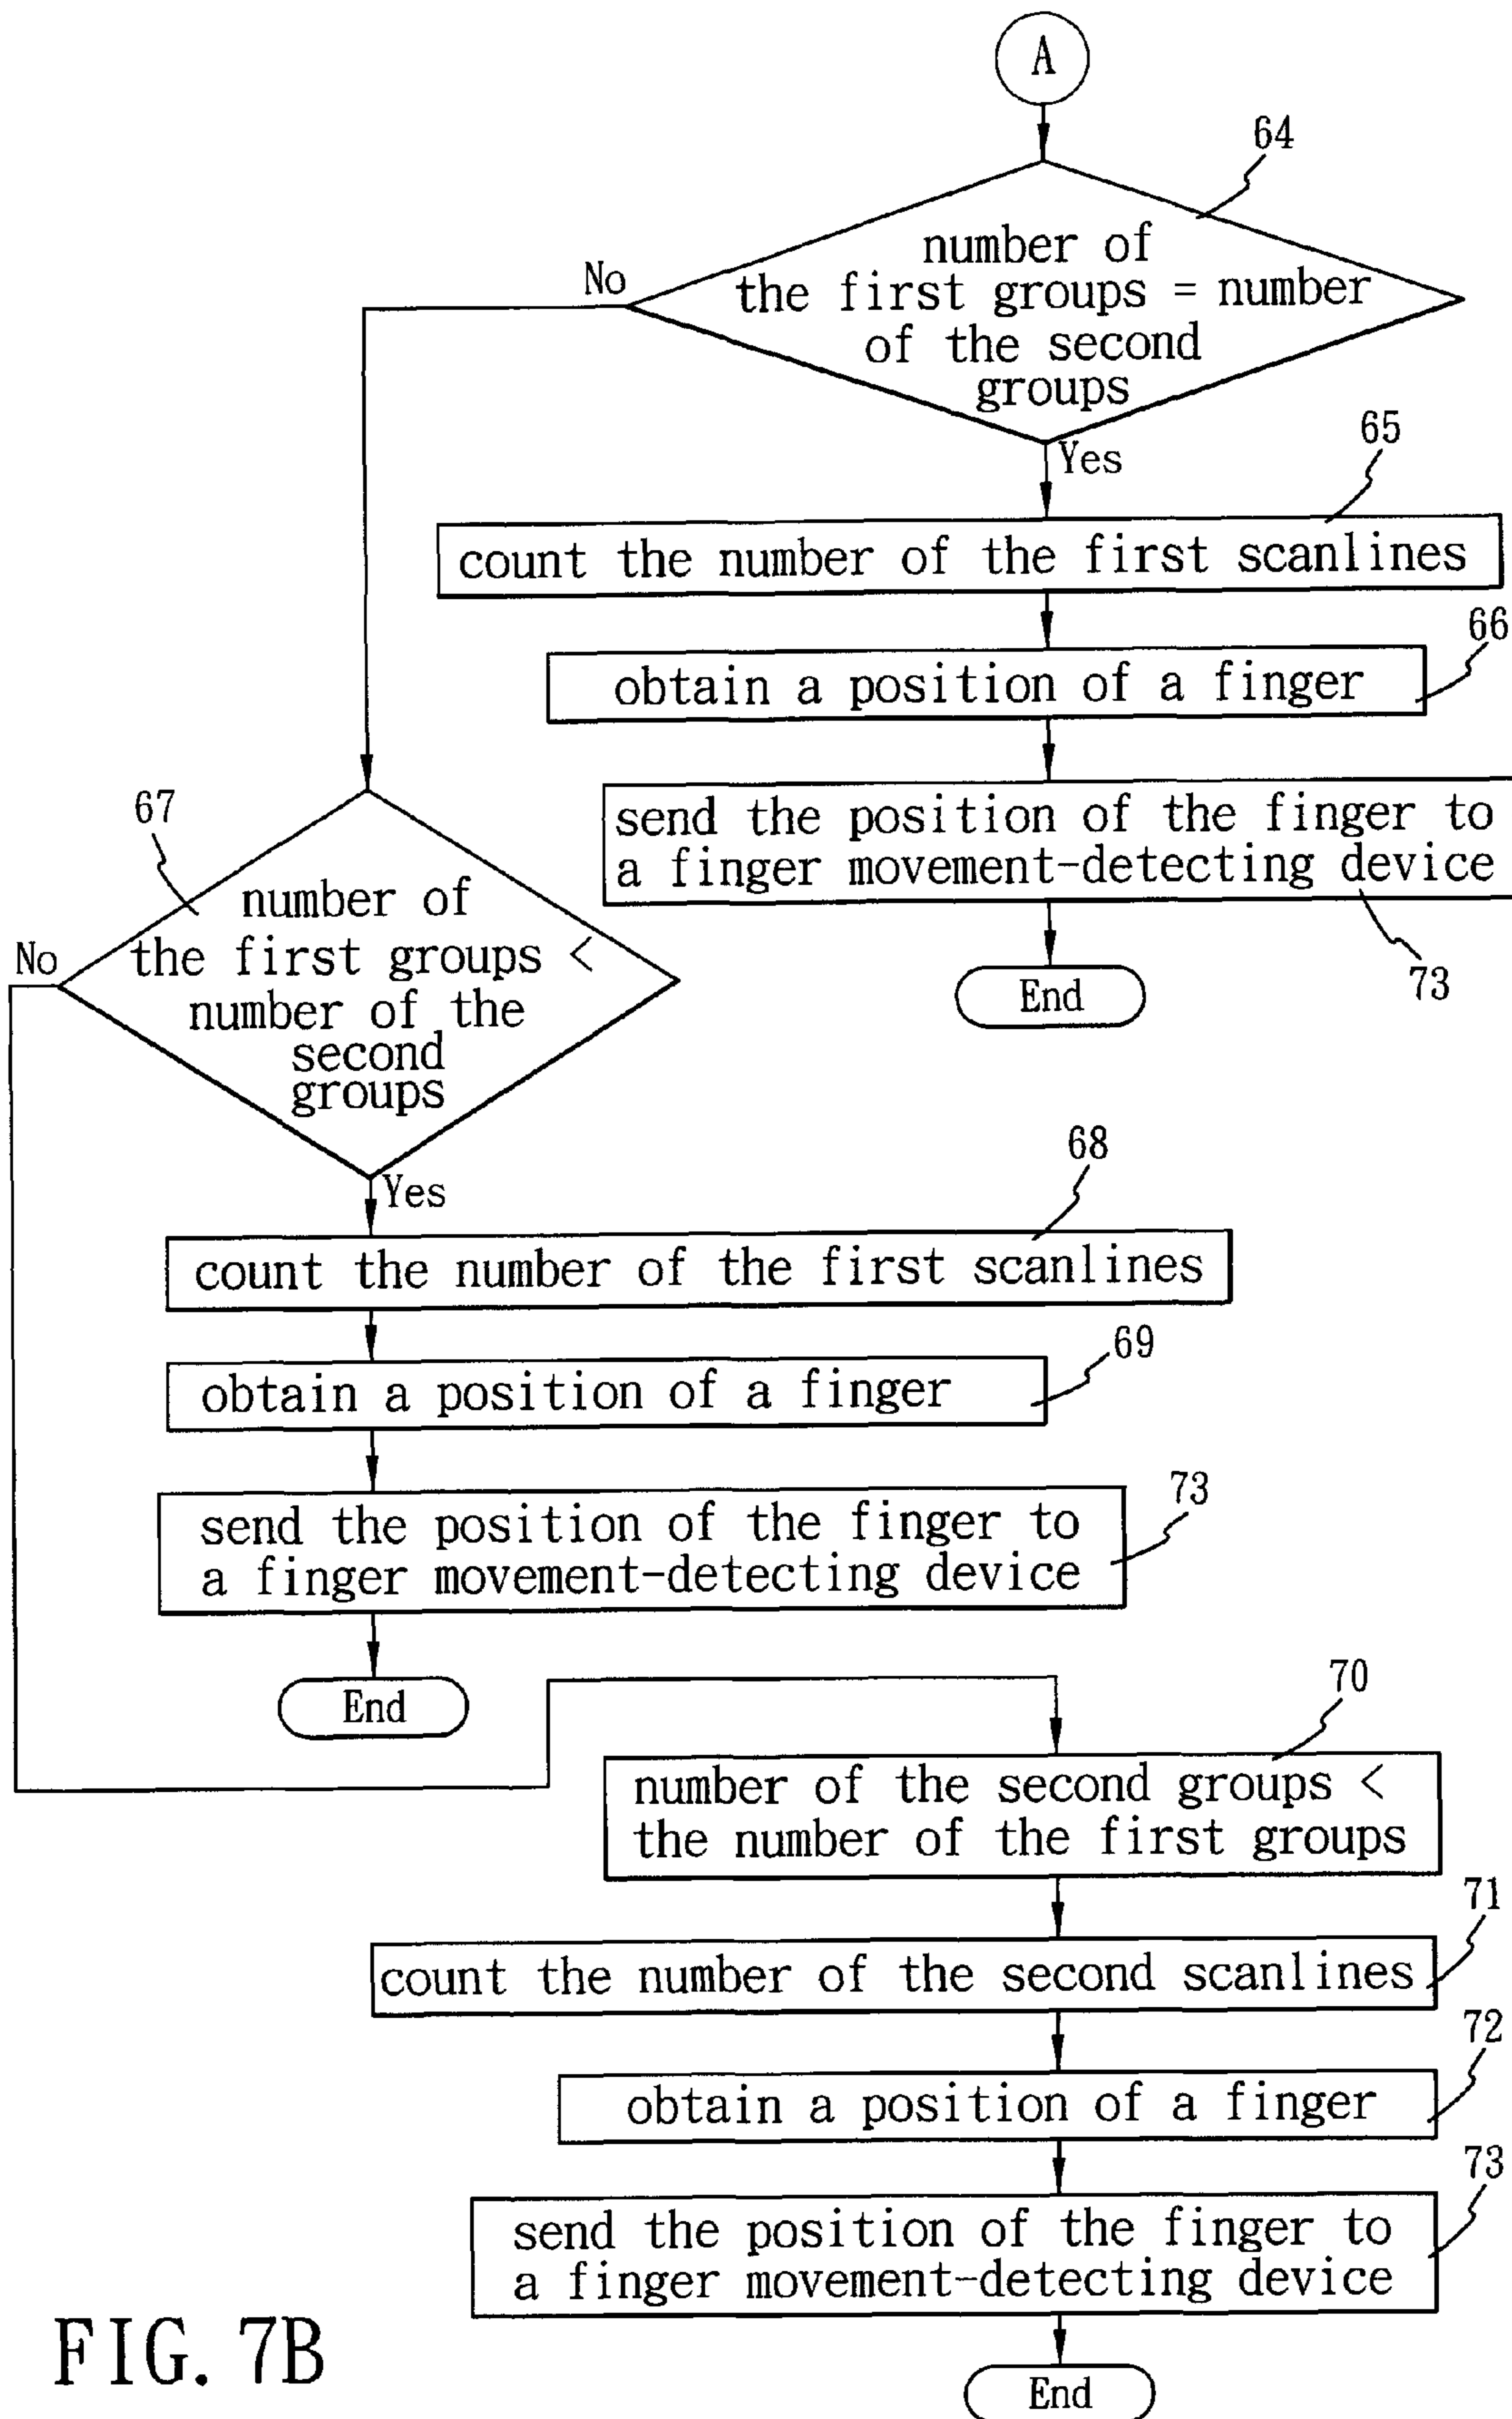 A
64
number of
the first groups = number
of the second
groups
No
Yes
65
count the number of the first scanlines
66
obtain a position of a finger
send the position of the finger to
a finger movement-detecting device
73
End
67
number of
the first groups <
number of the
second
groups
No
Yes
68
count the number of the first scanlines
69
obtain a position of a finger
73
send the position of the finger to
a finger movement-detecting device
End
70
number of the second groups <
the number of the first groups
71
count the number of the second scanlines
72
obtain a position of a finger
73
send the position of the finger to
a finger movement-detecting device
End
FIG. 7B